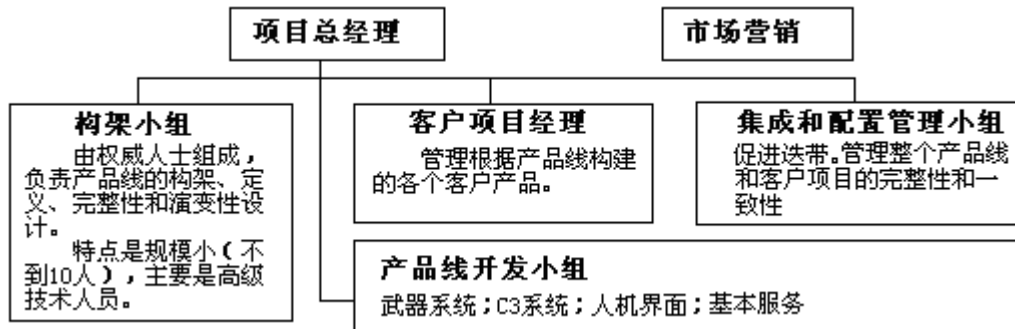 项目总经理
市场营销
构架小组
由权威人士组成，
负责产品线的构架、定
义、完整性和演变性设
计。
特点是规模小（不
到10人），主要是高级
技术人员。
客户项目经理
管理根据产品线构建
的各个客户产品。
集成和配置管理小组
促进迭带。管理整个产品线
和客户项目的完整性和一
致性
产品线开发小组
武器系统；C3系统；人机界面；基本服务